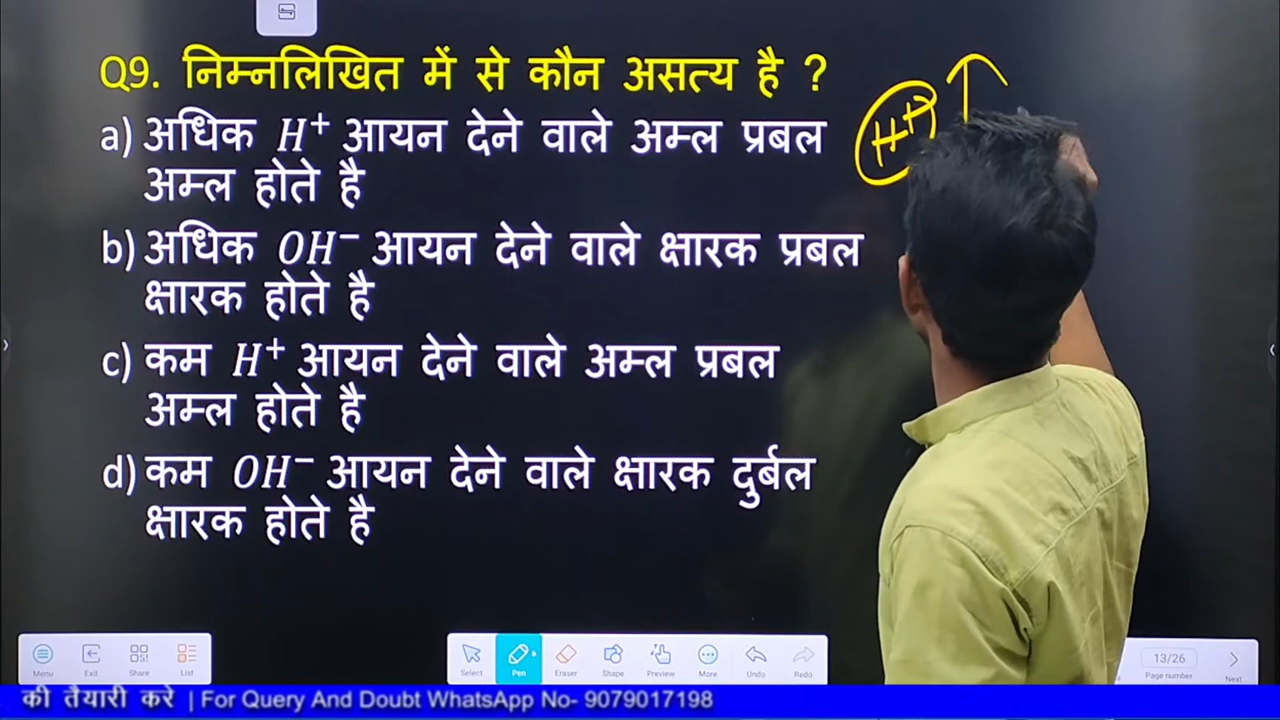 Q9. निम्नलिखित में से कौन असत्य है ?
a) अधिक H⁺ आयन देने वाले अम्ल प्रबल
अम्ल होते है
H⁺
b) अधिक OH⁻ आयन देने वाले क्षारक प्रबल
क्षारक होते है
c) कम H⁺ आयन देने वाले अम्ल प्रबल
अम्ल होते है
d) कम OH⁻ आयन देने वाले क्षारक दुर्बल
क्षारक होते है
Menu Exit Share List Select Pen Eraser Shape Preview More Undo Redo 13/26 Page number Next
की तैयारी करे | For Query And Doubt WhatsApp No- 9079017198